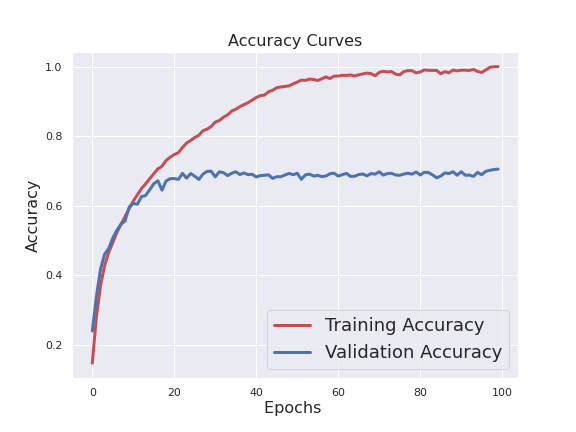 Accuracy Curves
1.0
0.8
0.6
0.4
0.2
Accuracy
Training Accuracy
Validation Accuracy
0 20 40 60 80 100
Epochs